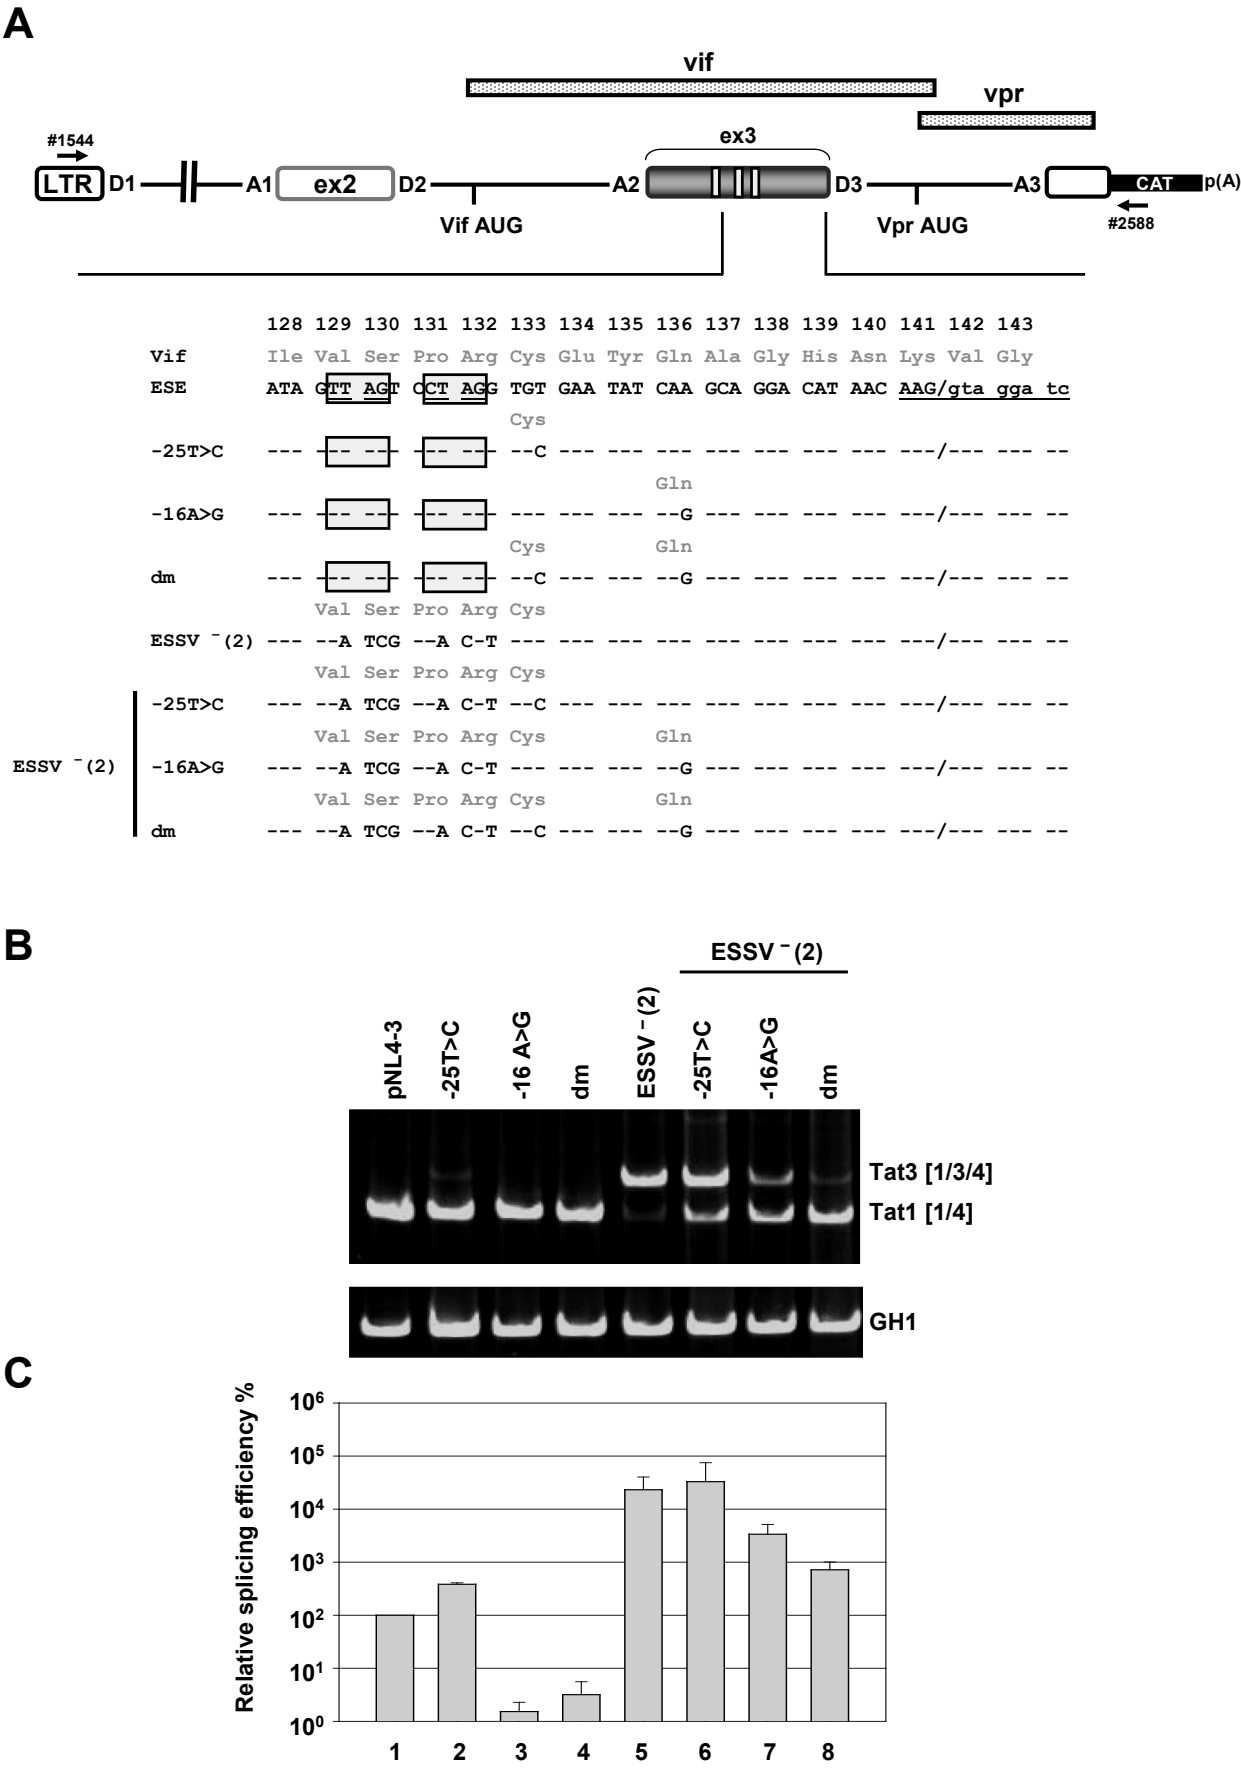 A
vif
vpr
#1544
ex3
LTR D1 A1 ex2 D2 A2 D3 A3 CAT p(A)
Vif AUG Vpr AUG #2588
128 129 130 131 132 133 134 135 136 137 138 139 140 141 142 143
Vif Ile Val Ser Pro Arg Cys Glu Tyr Gln Ala Gly His Asn Lys Val Gly
ESE ATA GTT AGT CCT AGG TGT GAA TAT CAA GCA GGA CAT AAC AAG/gta gga tc
Cys
-25T>C --- --- --- --- --- --C --- --- --- --- --- --- --- ---/--- --- --
Gln
-16A>G --- --- --- --- --- --- --- --- --G --- --- --- --- ---/--- --- --
Cys Gln
dm --- --- --- --- --- --C --- --- --G --- --- --- --- ---/--- --- --
Val Ser Pro Arg Cys
ESSV –(2) --- --A TCG --A C-T --- --- --- --- --- --- --- --- ---/--- --- --
Val Ser Pro Arg Cys
-25T>C --- --A TCG --A C-T --C --- --- --- --- --- --- --- ---/--- --- --
Val Ser Pro Arg Cys Gln
ESSV –(2) -16A>G --- --A TCG --A C-T --- --- --- --G --- --- --- --- ---/--- --- --
Val Ser Pro Arg Cys Gln
dm --- --A TCG --A C-T --C --- --- --G --- --- --- --- ---/--- --- --
B
ESSV –(2)
pNL4-3 -25T>C -16 A>G dm ESSV –(2) -25T>C -16A>G dm
Tat3 [1/3/4]
Tat1 [1/4]
GH1
C
Relative splicing efficiency %
10⁶
10⁵
10⁴
10³
10²
10¹
10⁰
1 2 3 4 5 6 7 8